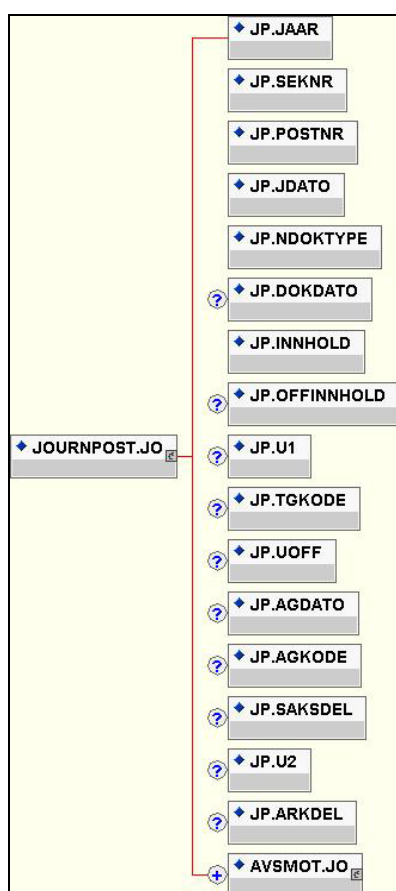 JP.JAAR
JP.SEKNR
JP.POSTNR
JP.JDATO
JP.NDOKTYPE
? JP.DOKDATO
JP.INNHOLD
? JP.OFFINNHOLD
JOURNPOST.JO
? JP.U1
? JP.TGKODE
? JP.UOFF
? JP.AGDATO
? JP.AGKODE
? JP.SAKSDEL
? JP.U2
? JP.ARKDEL
+ AVSMOT.JO